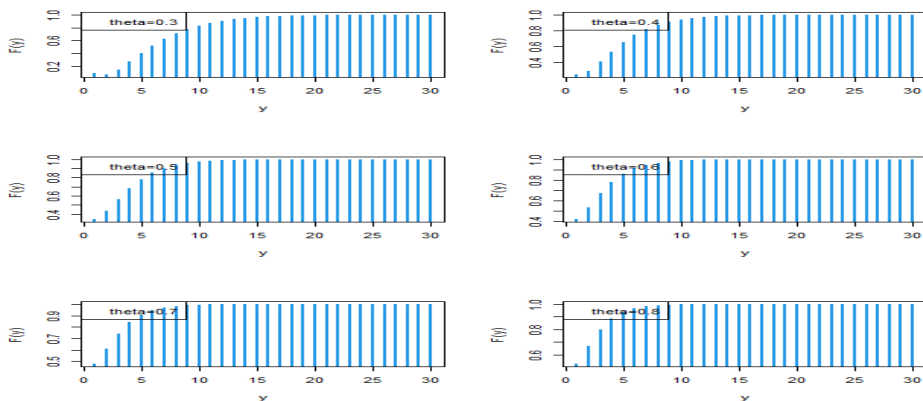 theta=0.3
F(y)
0.2 0.6 1.0
0 5 10 15 20 25 30
y
theta=0.4
F(y)
0.4 0.6 0.8 1.0
0 5 10 15 20 25 30
y
theta=0.5
F(y)
0.4 0.6 0.8 1.0
0 5 10 15 20 25 30
y
theta=0.6
F(y)
0.4 0.6 0.8 1.0
0 5 10 15 20 25 30
y
theta=0.7
F(y)
0.5 0.7 0.9
0 5 10 15 20 25 30
y
theta=0.8
F(y)
0.6 0.8 1.0
0 5 10 15 20 25 30
y